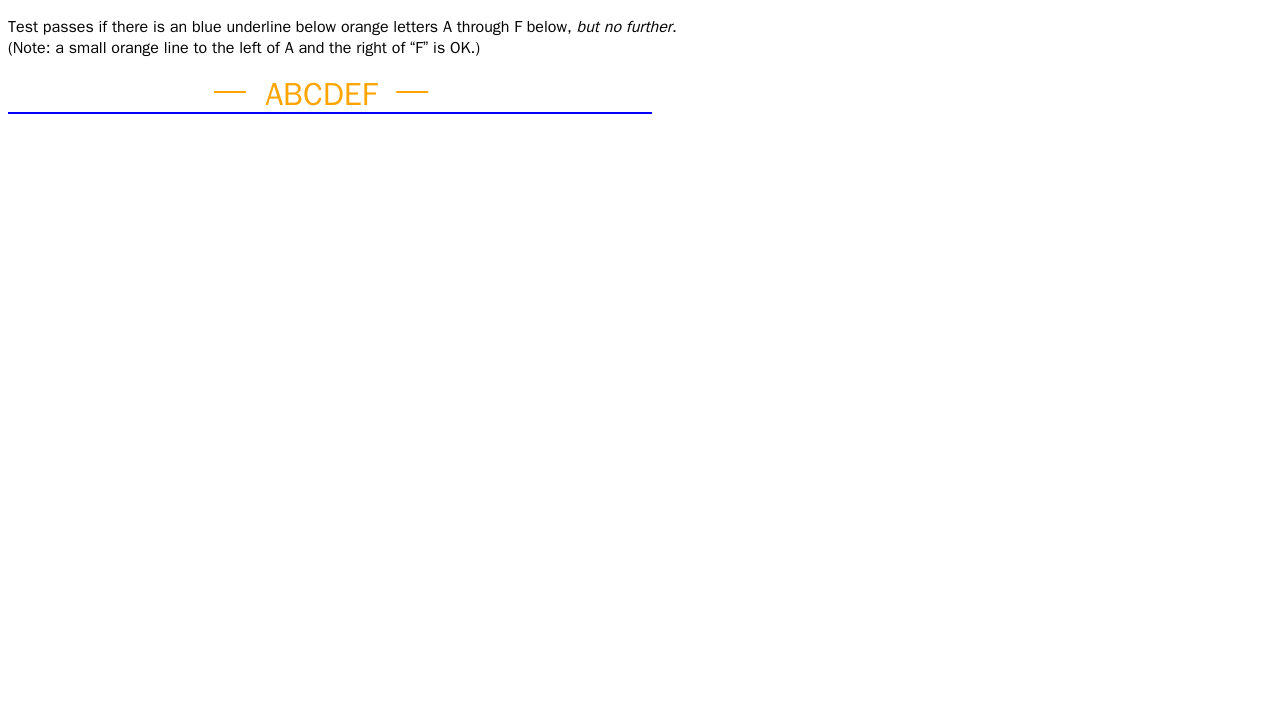 Test passes if there is an blue underline below orange letters A through F below, but no further.
(Note: a small orange line to the left of A and the right of “F” is OK.)
— ABCDEF —